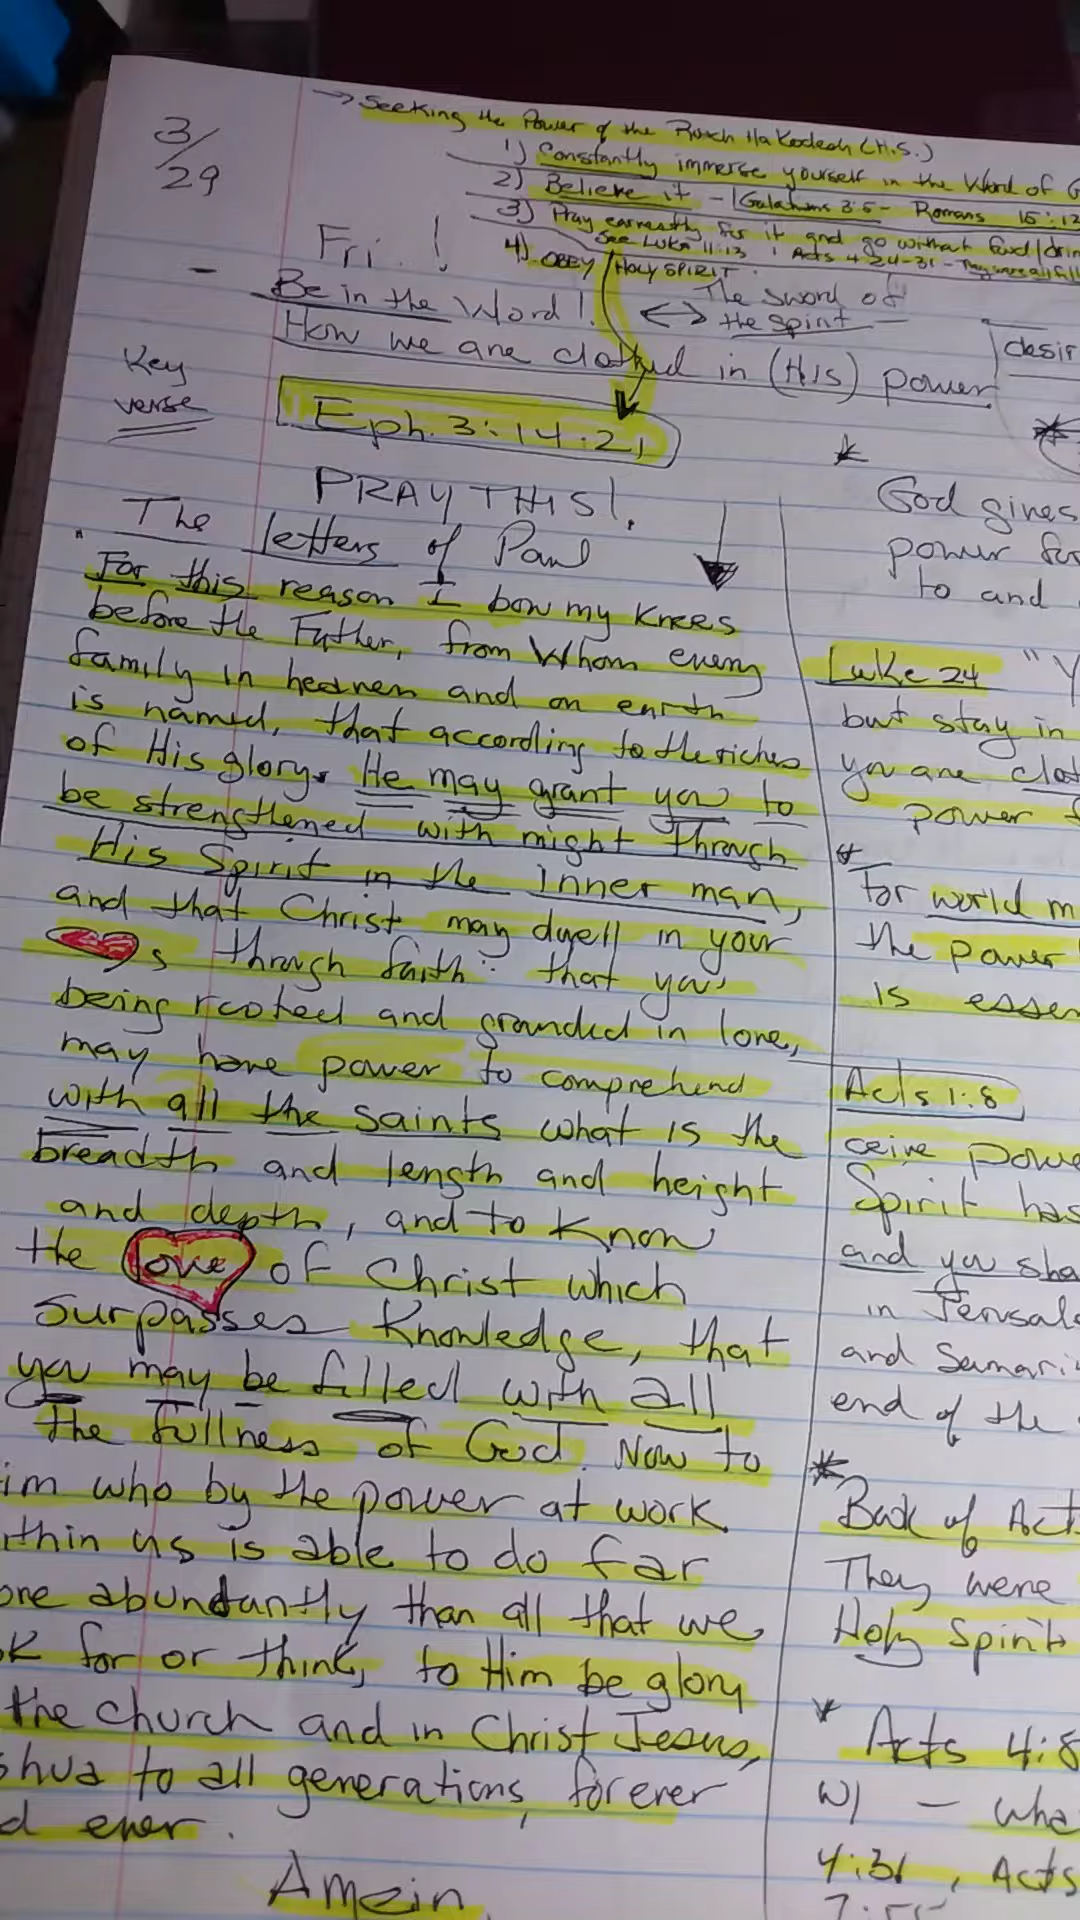 → Seeking the Power of the Ruach Ha Kodesh (H.S.)
1) Constantly immerse yourself in the Word of G
2) Believe it - Galatians 3:5 - Romans 15:13
3) Pray earnestly for it and go without food/drin
See Luke 11:13 , Acts 4:24-31 - They were all fill
4) OBEY HOLY SPIRIT
3/29
Fri.!
- Be in the Word! ↔ The sword of the spirit
How we are clothed in (HIS) power
Key verse
Eph. 3:14-21
PRAY THIS!
The letters of Paul
"For this reason I bow my knees
before the Father, from Whom every
family in heaven and on earth
is named, that according to the riches
of His glory. He may grant you to
be strengthened with might through
His Spirit in the inner man,
and that Christ may dwell in your
❤s through faith: that you
being rooted and grounded in love,
may have power to comprehend
with all the saints what is the
breadth and length and height
and depth, and to know
the love of Christ which
surpasses knowledge, that
you may be filled with all
the fullness of God. Now to
im who by the power at work
ithin us is able to do far
ore abundantly than all that we
k for or think, to Him be glory
the church and in Christ Jesus,
shua to all generations, forever
d ever.
Amein.
desir
* God gives
power for
to and
Luke 24 "Y
but stay in
you are clot
power f
* For world m
the power
is essen
Acts 1:8
ceive powe
Spirit has
and you sha
in Jerusale
and Samari
end of the
* Book of Act
They were
Holy Spirit
* Acts 4:8
W/ - wha
4:31, Acts